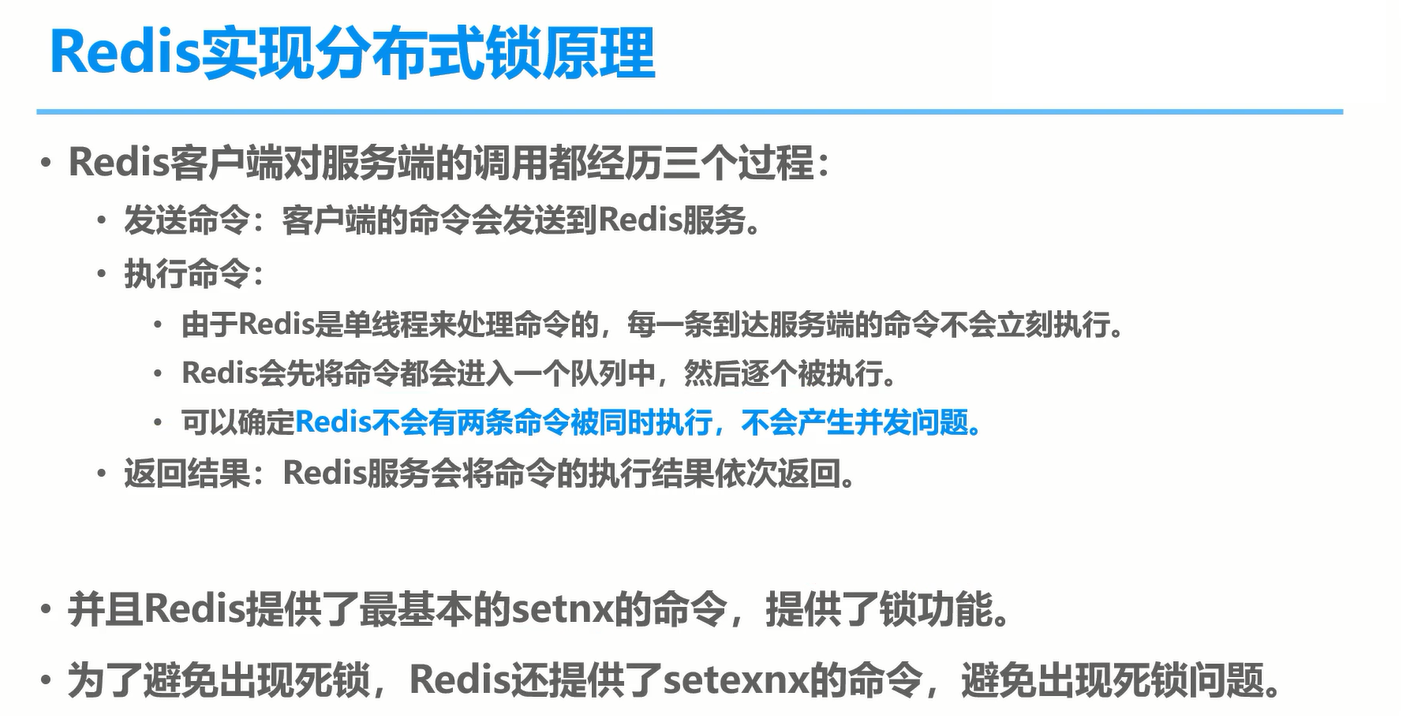 Redis实现分布式锁原理
• Redis客户端对服务端的调用都经历三个过程：
• 发送命令：客户端的命令会发送到Redis服务。
• 执行命令：
• 由于Redis是单线程来处理命令的，每一条到达服务端的命令不会立刻执行。
• Redis会先将命令都会进入一个队列中，然后逐个被执行。
• 可以确定Redis不会有两条命令被同时执行，不会产生并发问题。
• 返回结果：Redis服务会将命令的执行结果依次返回。
• 并且Redis提供了最基本的setnx的命令，提供了锁功能。
• 为了避免出现死锁，Redis还提供了setexnx的命令，避免出现死锁问题。